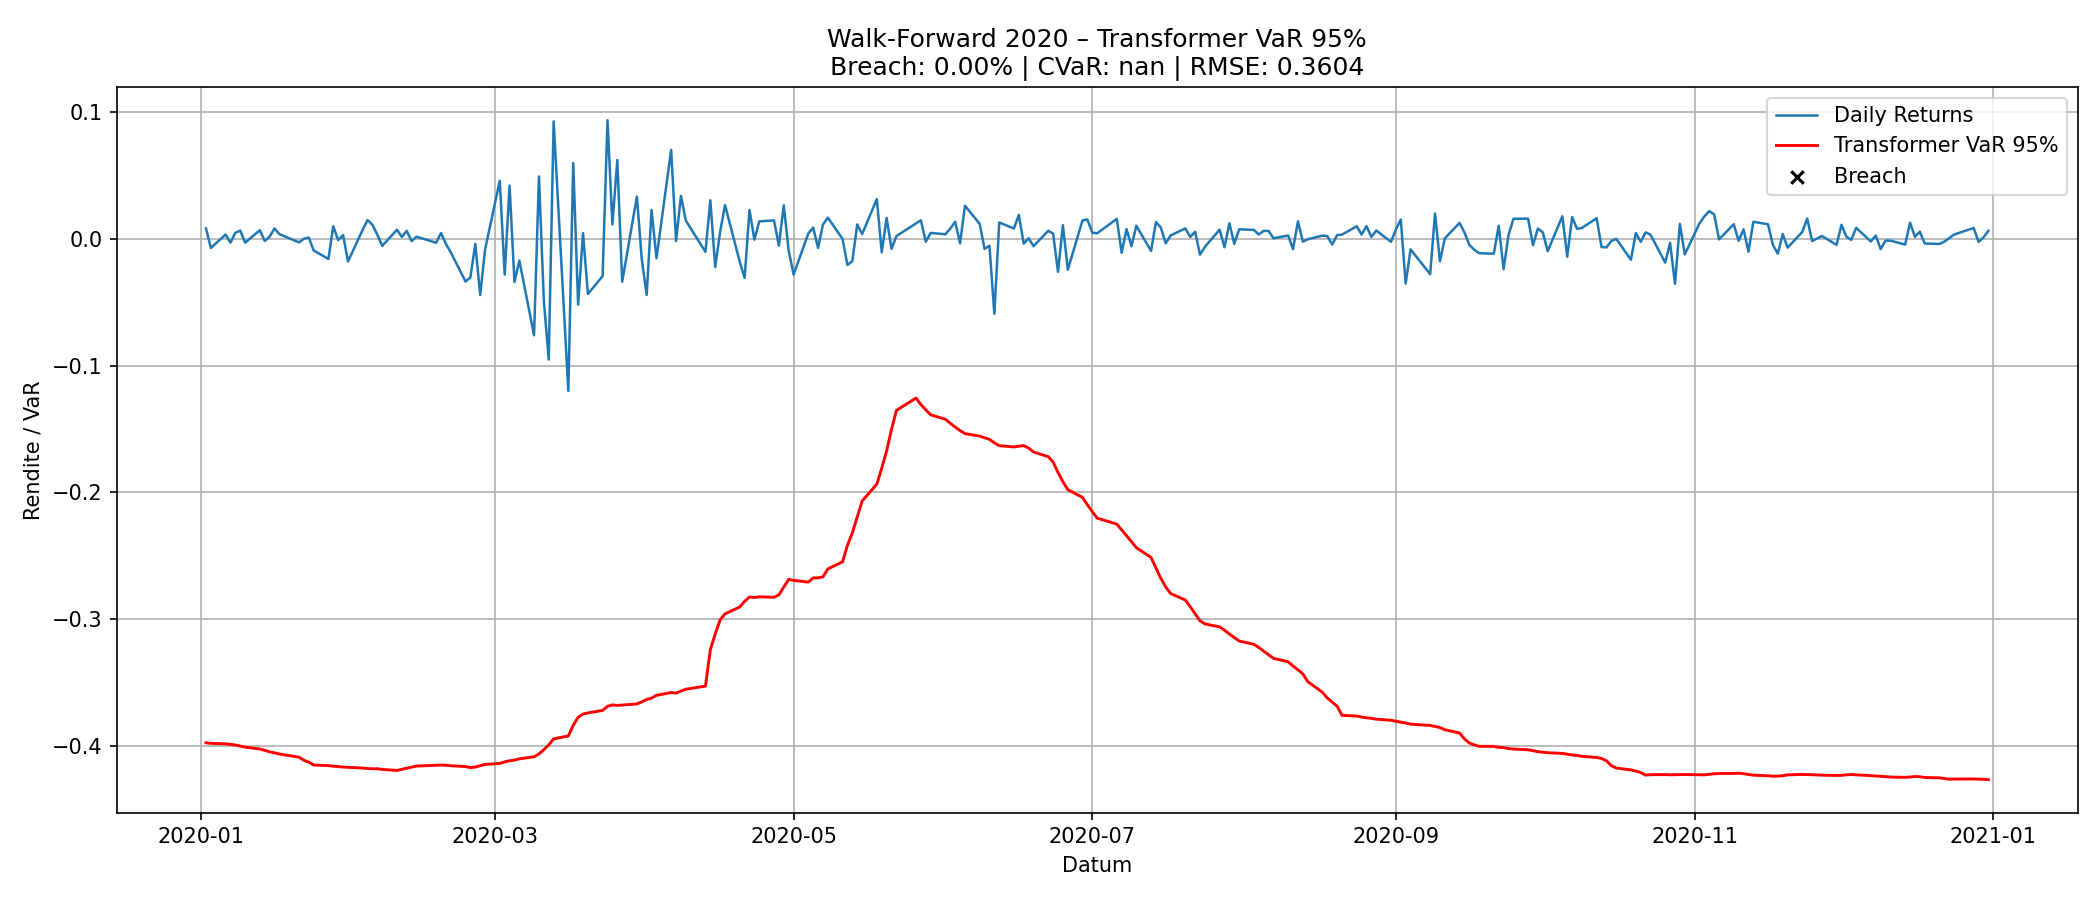 Walk-Forward 2020 – Transformer VaR 95%
Breach: 0.00% | CVaR: nan | RMSE: 0.3604
Daily Returns
Transformer VaR 95%
Breach
Rendite / VaR
0.1
0.0
−0.1
−0.2
−0.3
−0.4
2020-01
2020-03
2020-05
2020-07
2020-09
2020-11
2021-01
Datum